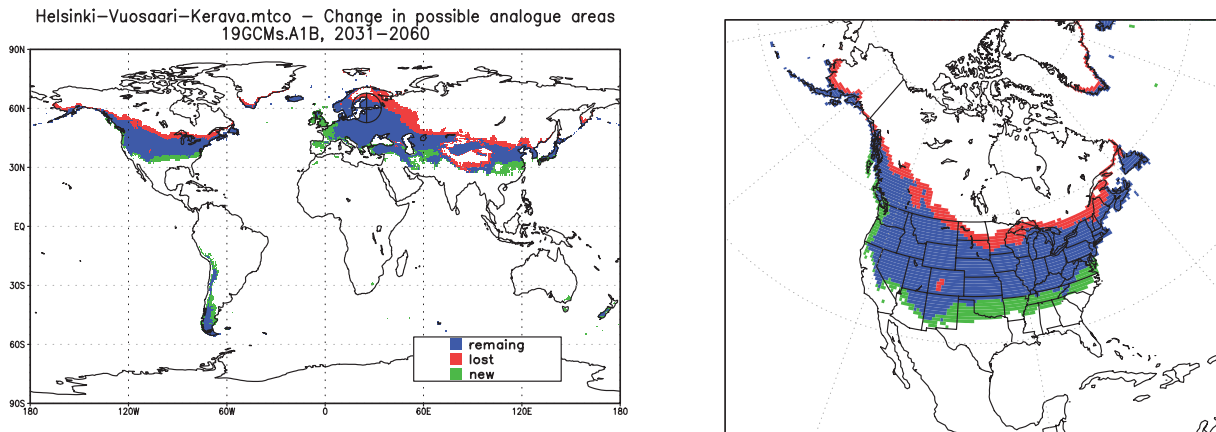 Helsinki-Vuosaari-Kerava.mtco - Change in possible analogue areas
19GCMs.A1B, 2031-2060
90N
60N
30N
EQ
30S
60S
90S
180
120W
60W
0
60E
120E
180
remaing
lost
new